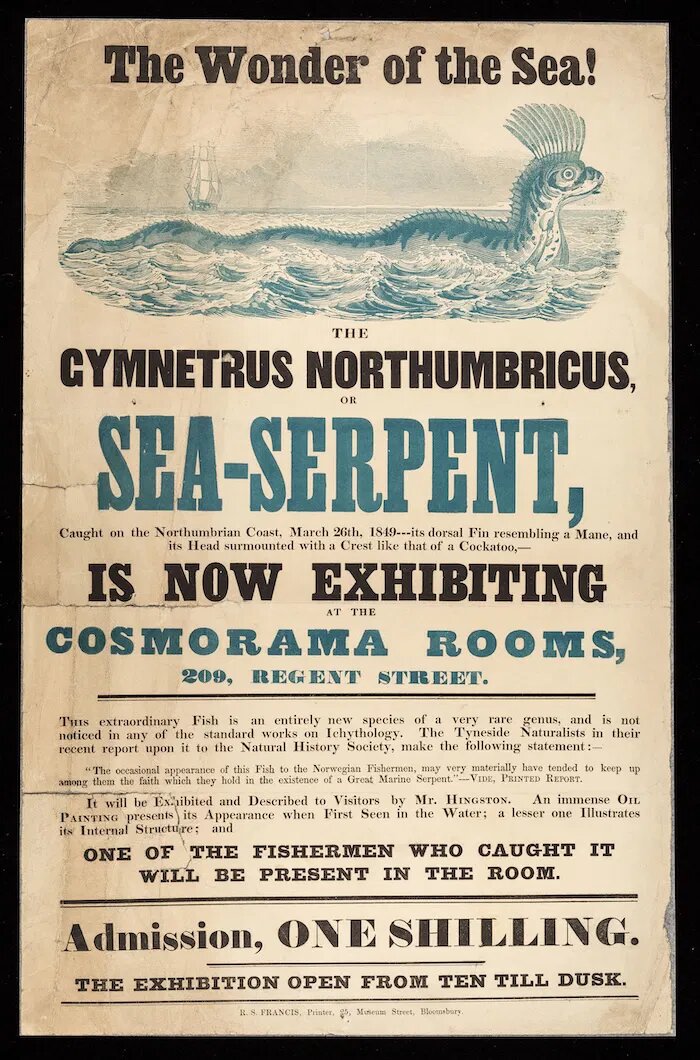 The Wonder of the Sea!
THE
GYMNETRUS NORTHUMBRICUS,
OR
SEA-SERPENT,
Caught on the Northumbrian Coast, March 26th, 1849---its dorsal Fin resembling a Mane, and
its Head surmounted with a Crest like that of a Cockatoo,—
IS NOW EXHIBITING
AT THE
COSMORAMA ROOMS,
209, REGENT STREET.
THIS extraordinary Fish is an entirely new species of a very rare genus, and is not
noticed in any of the standard works on Ichythology. The Tyneside Naturalists in their
recent report upon it to the Natural History Society, make the following statement:—
"The occasional appearance of this Fish to the Norwegian Fishermen, may very materially have tended to keep up
among them the faith which they hold in the existence of a Great Marine Serpent."—VIDE, PRINTED REPORT.
It will be Exhibited and Described to Visitors by Mr. HINGSTON. An immense OIL
PAINTING presents its Appearance when First Seen in the Water; a lesser one Illustrates
its Internal Structure; and
ONE OF THE FISHERMEN WHO CAUGHT IT
WILL BE PRESENT IN THE ROOM.
Admission, ONE SHILLING.
THE EXHIBITION OPEN FROM TEN TILL DUSK.
R. S. FRANCIS, Printer, 25, Museum Street, Bloomsbury.